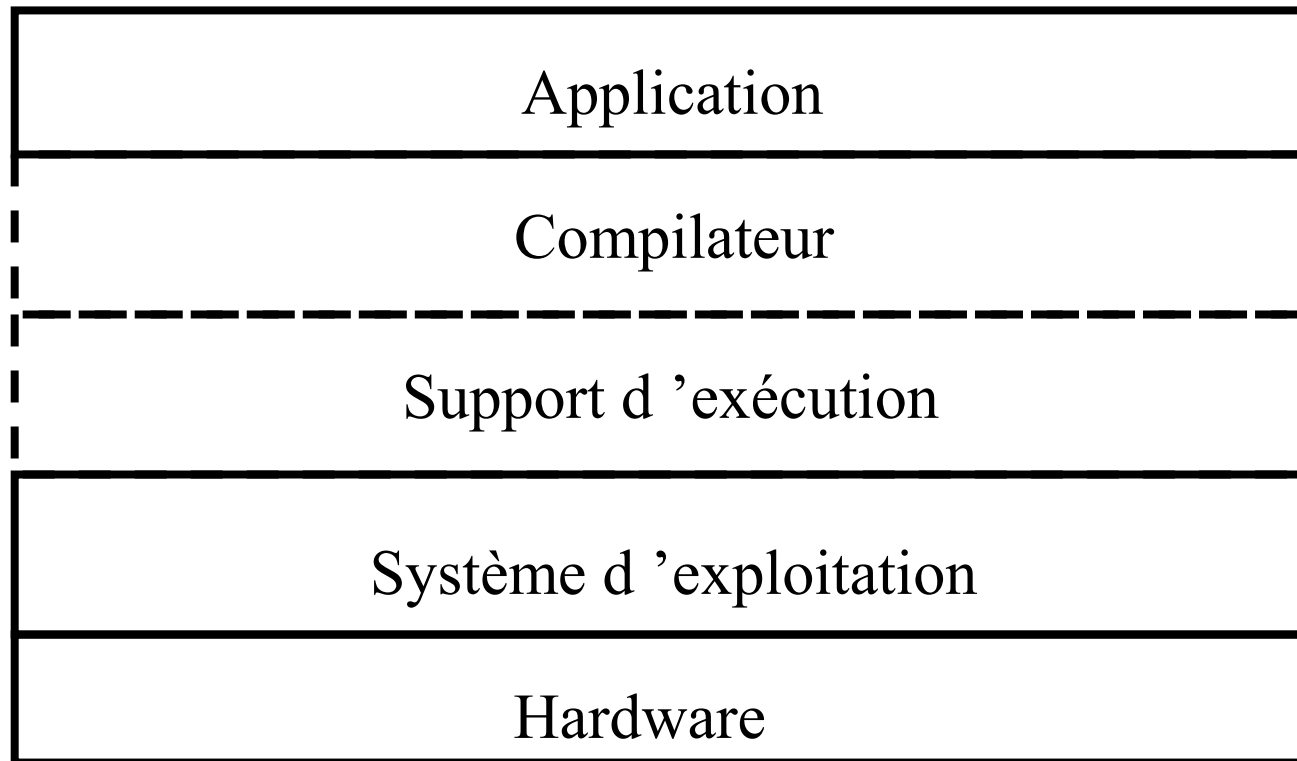 Application
Compilateur
Support d ’exécution
Système d ’exploitation
Hardware